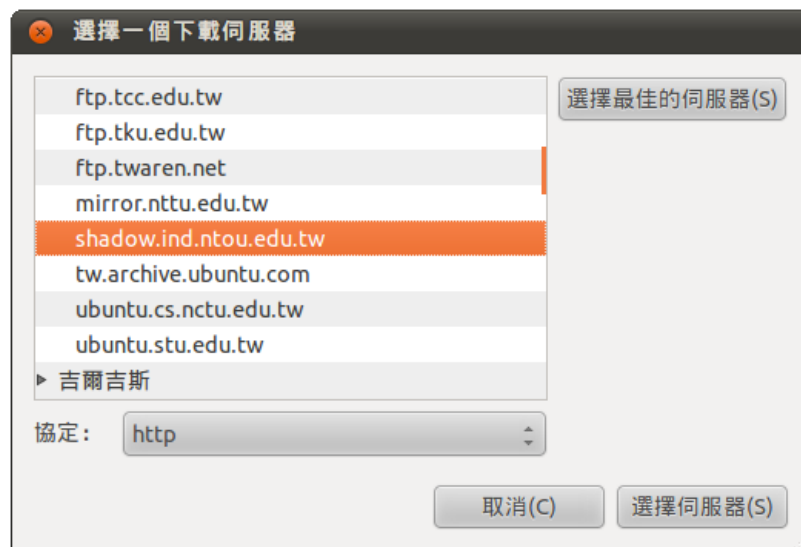 選擇一個下載伺服器
ftp.tcc.edu.tw
選擇最佳的伺服器(S)
ftp.tku.edu.tw
ftp.twaren.net
mirror.nttu.edu.tw
shadow.ind.ntou.edu.tw
tw.archive.ubuntu.com
ubuntu.cs.nctu.edu.tw
ubuntu.stu.edu.tw
吉爾吉斯
協定：
http
取消(C)
選擇伺服器(S)